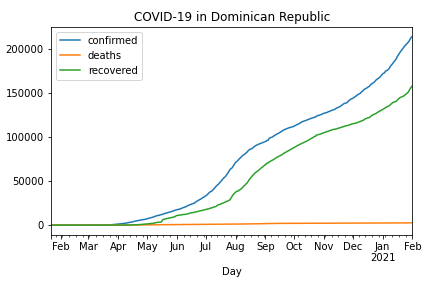 COVID-19 in Dominican Republic
confirmed
deaths
recovered
200000
150000
100000
50000
0
Feb Mar Apr May Jun Jul Aug Sep Oct Nov Dec Jan Feb
2021
Day